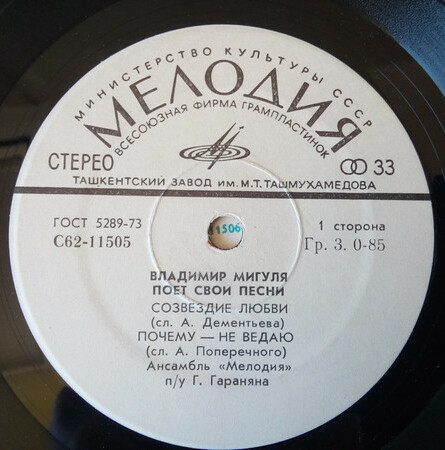 МИНИСТЕРСТВО КУЛЬТУРЫ СССР
МЕЛОДИЯ
ВСЕСОЮЗНАЯ ФИРМА ГРАМПЛАСТИНОК
СТЕРЕО 33
ТАШКЕНТСКИЙ ЗАВОД ИМ. М.Т. ТАШМУХАМЕДОВА
ГОСТ 5289-73 1 сторона
С62-11505 1506 Гр. 3. 0-85
ВЛАДИМИР МИГУЛЯ
ПОЕТ СВОИ ПЕСНИ
СОЗВЕЗДИЕ ЛЮБВИ
(сл. А. Дементьева)
ПОЧЕМУ — НЕ ВЕДАЮ
(сл. А. Поперечного)
Ансамбль «Мелодия»
п/у Г. Гараняна